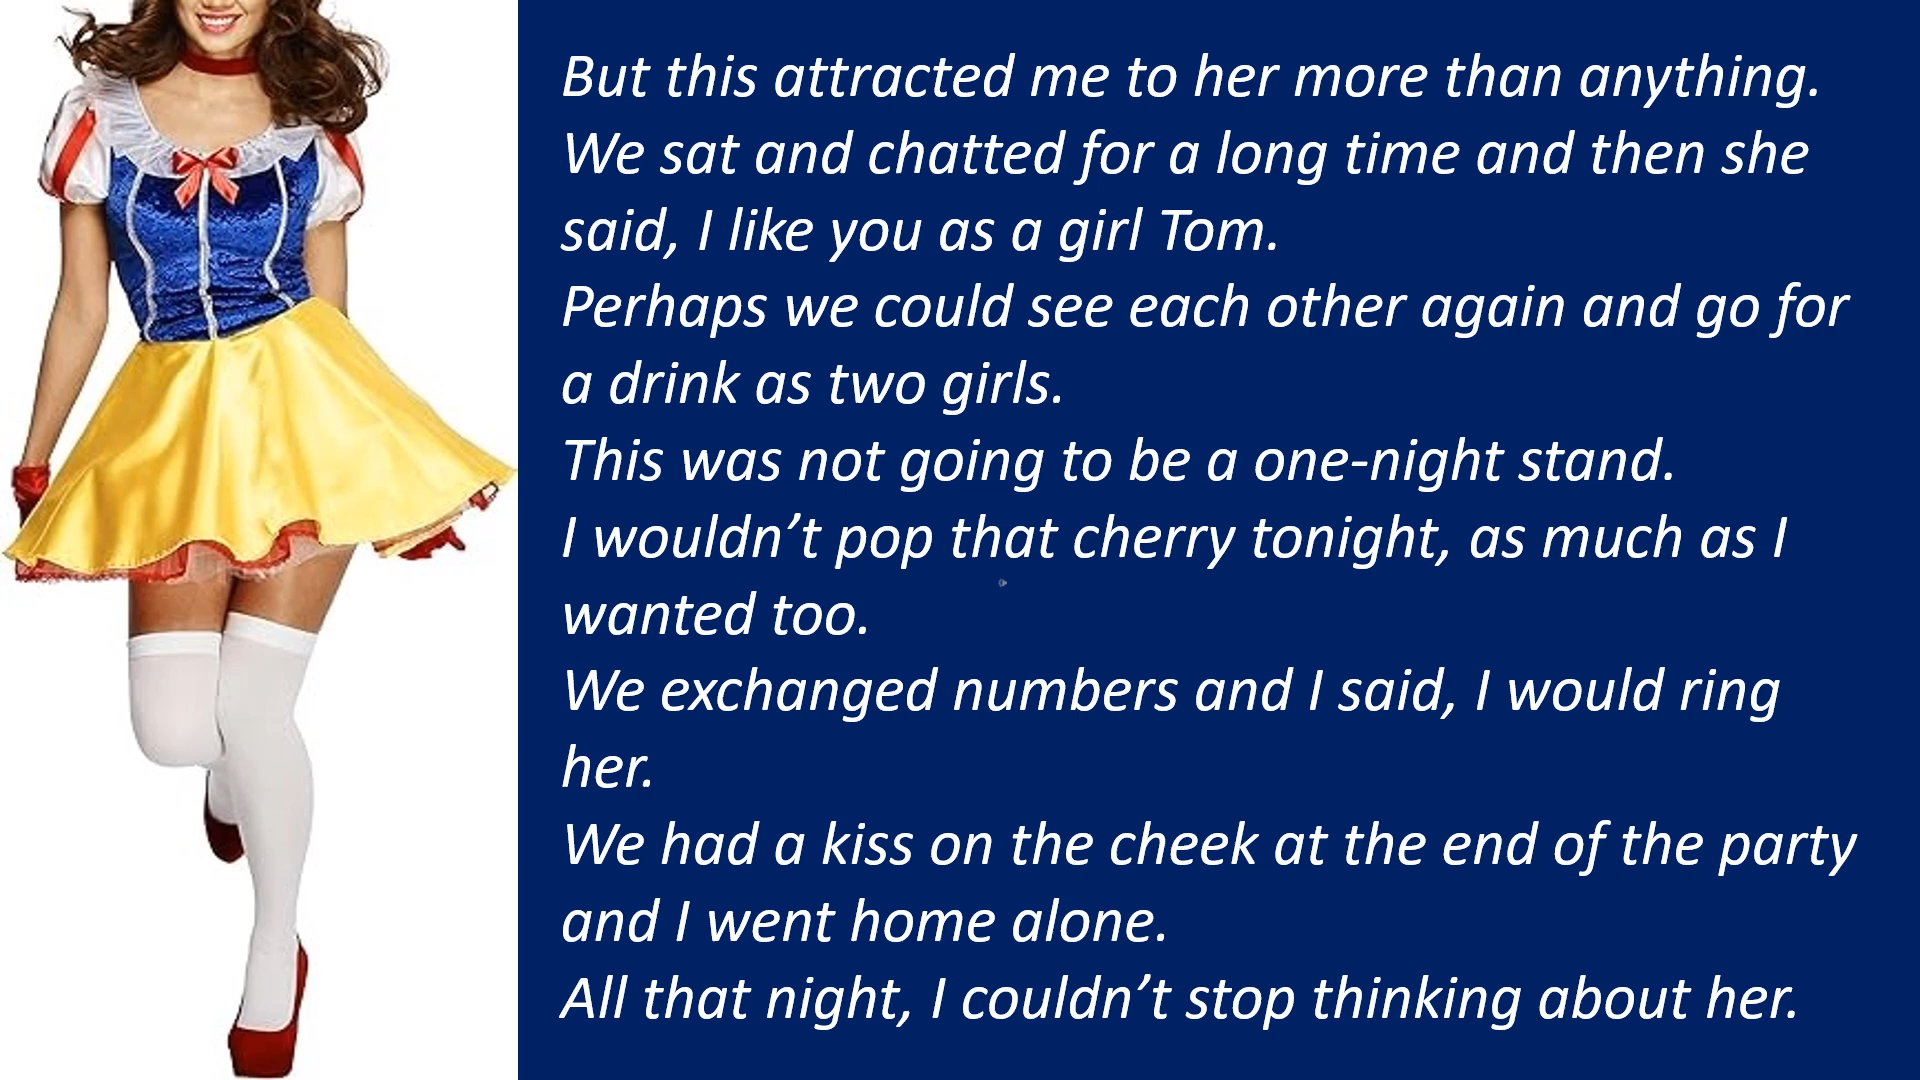 But this attracted me to her more than anything.
We sat and chatted for a long time and then she
said, I like you as a girl Tom.
Perhaps we could see each other again and go for
a drink as two girls.
This was not going to be a one-night stand.
I wouldn’t pop that cherry tonight, as much as I
wanted too.
We exchanged numbers and I said, I would ring
her.
We had a kiss on the cheek at the end of the party
and I went home alone.
All that night, I couldn’t stop thinking about her.